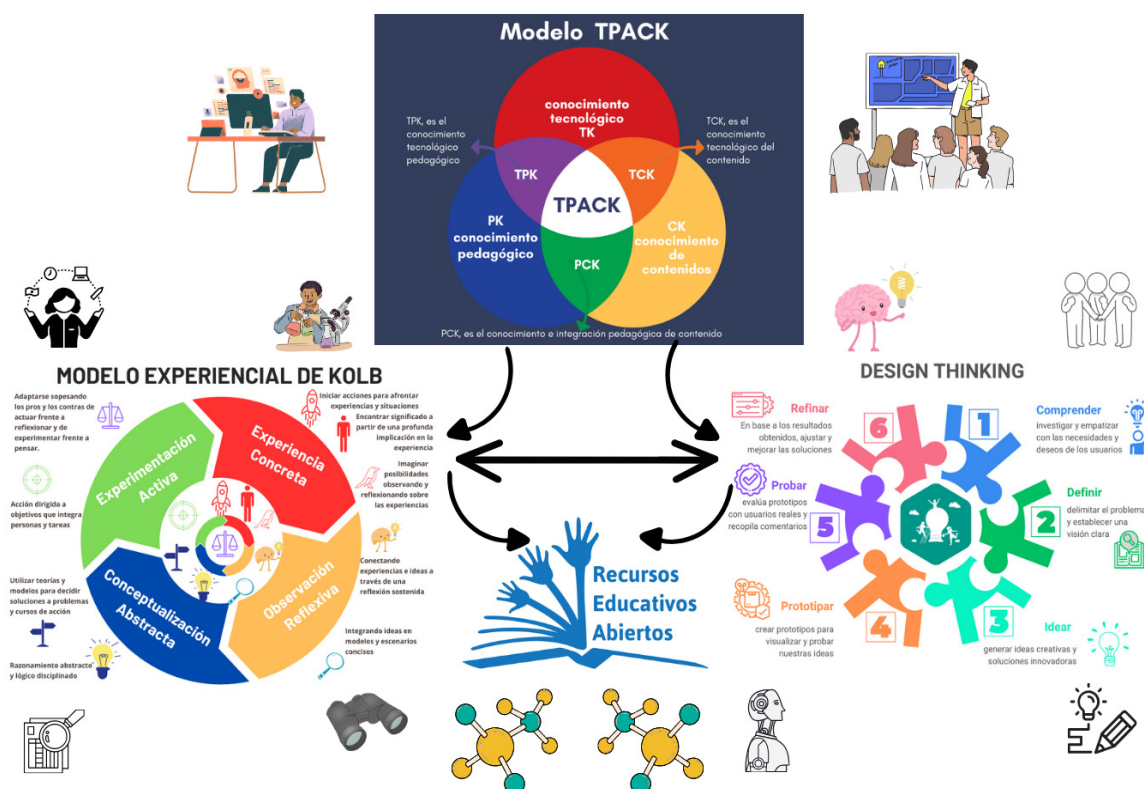 Modelo TPACK
conocimiento
tecnológico
TK
TPK, es el
conocimiento
tecnológico
pedagógico
TCK, es el
conocimiento
tecnológico del
contenido
TPK
TCK
TPACK
PK
conocimiento
pedagógico
CK
conocimiento
de
contenidos
PCK
PCK, es el conocimiento e integración pedagógica de contenido
MODELO EXPERIENCIAL DE KOLB
Adaptarse sopesando
los pros y los contras de
actuar frente a
reflexionar y de
experimentar frente a
pensar.
Acción dirigida a
objetivos que integra
personas y tareas
Utilizar teorías y
modelos para decidir
soluciones a problemas
y cursos de acción
Razonamiento abstracto
y lógico disciplinado
Experimentación
Activa
Experiencia
Concreta
Conceptualización
Abstracta
Observación
Reflexiva
Iniciar acciones para afrontar
experiencias y situaciones
Encontrar significado a
partir de una profunda
implicación en la
experiencia
Imaginar
posibilidades
observando y
reflexionando sobre
las experiencias
Conectando
experiencias e ideas a
través de una
reflexión sostenida
Integrando ideas en
modelos y escenarios
concisos
Recursos
Educativos
Abiertos
DESIGN THINKING
Refinar
En base a los resultados
obtenidos, ajustar y
mejorar las soluciones
Probar
evalúa prototipos
con usuarios reales y
recopila comentarios
Prototipar
crear prototipos para
visualizar y probar
nuestras ideas
6
1
5
2
4
3
Comprender
investigar y empatizar
con las necesidades y
deseos de los usuarios
Definir
delimitar el problema
y establecer una
visión clara
Idear
generar ideas creativas y
soluciones innovadoras